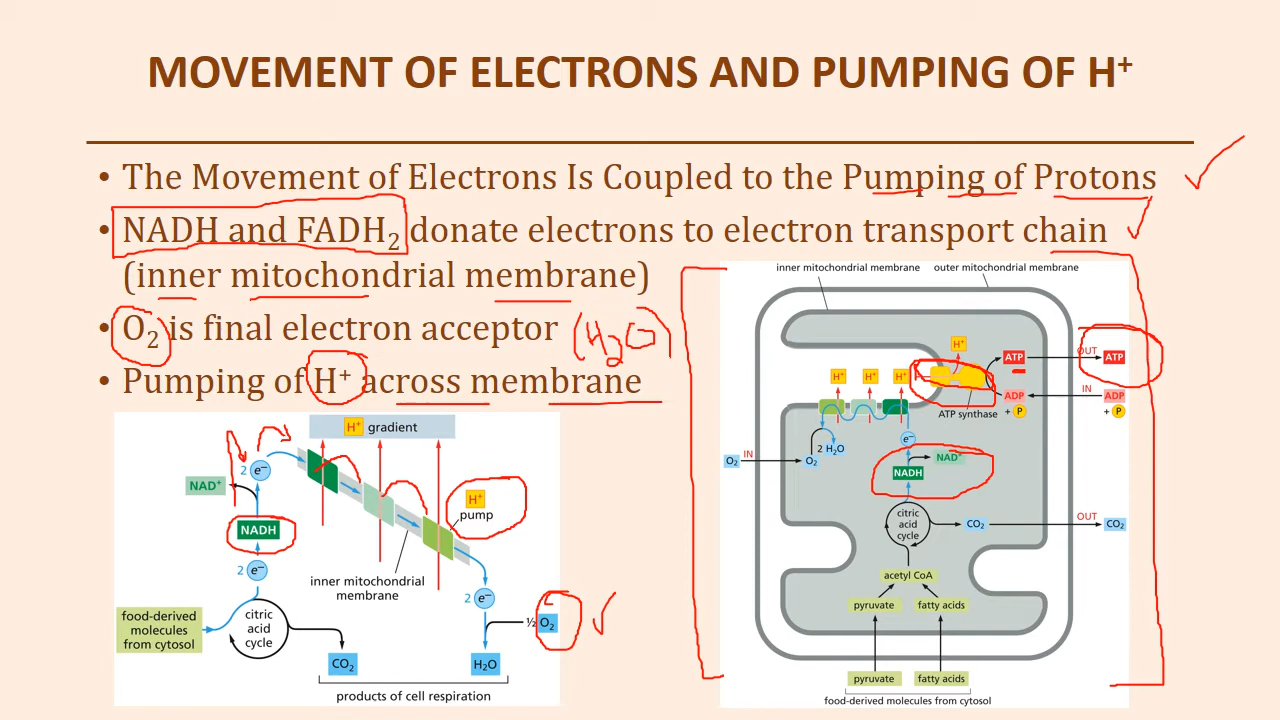 MOVEMENT OF ELECTRONS AND PUMPING OF H⁺
• The Movement of Electrons Is Coupled to the Pumping of Protons
• NADH and FADH₂ donate electrons to electron transport chain
(inner mitochondrial membrane)
• O₂ is final electron acceptor (H₂O)
• Pumping of H⁺ across membrane
H⁺ gradient
2 e⁻
NAD⁺
H⁺
pump
NADH
2 e⁻
inner mitochondrial
membrane
2 e⁻
food-derived
molecules
from cytosol
citric
acid
cycle
½ O₂
CO₂
H₂O
products of cell respiration
inner mitochondrial membrane
outer mitochondrial membrane
H⁺
OUT
ATP
ATP
H⁺
H⁺
H⁺
H⁺
IN
ADP
+ P
ADP
+ P
ATP synthase
e⁻
2 H₂O
IN
O₂
O₂
NAD⁺
NADH
citric
acid
cycle
CO₂
OUT
CO₂
acetyl CoA
pyruvate
fatty acids
pyruvate
fatty acids
food-derived molecules from cytosol